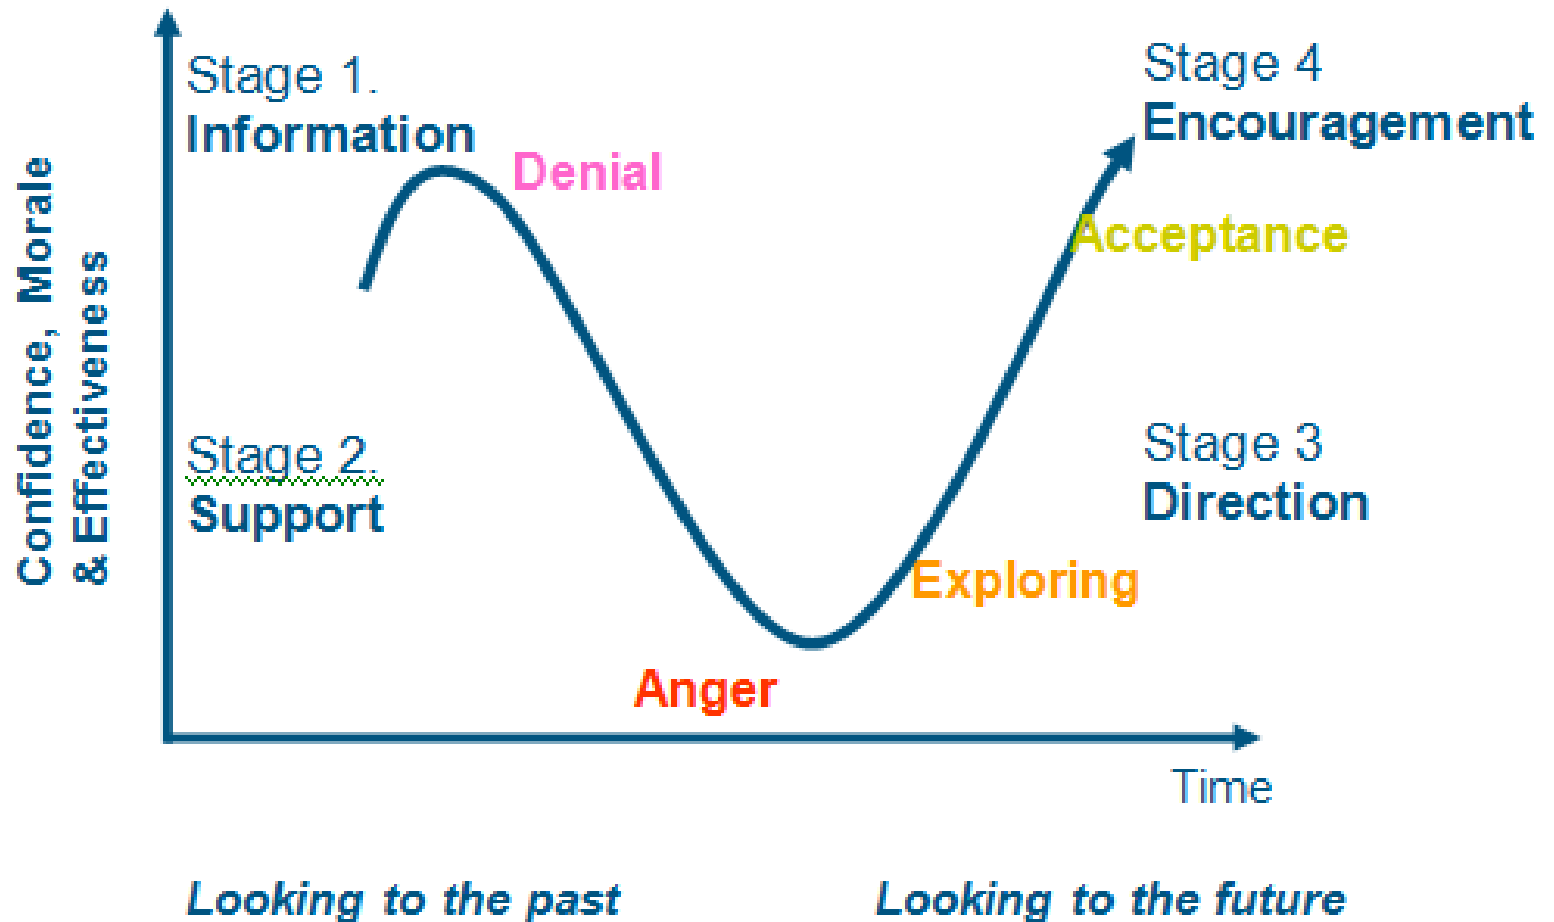 Stage 1.
Information
Denial
Stage 4
Encouragement
Acceptance
Confidence, Morale
& Effectiveness
Stage 2.
Support
Stage 3
Direction
Exploring
Anger
Time
Looking to the past
Looking to the future